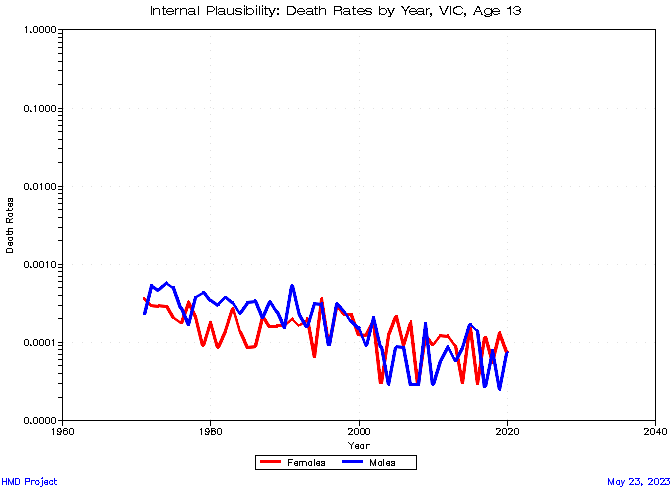 Internal Plausibility: Death Rates by Year, VIC, Age 13
1.0000
0.1000
0.0100
0.0010
0.0001
0.0000
Death Rates
1960
1980
2000
2020
2040
Year
Females
Males
HMD Project
May 23, 2023